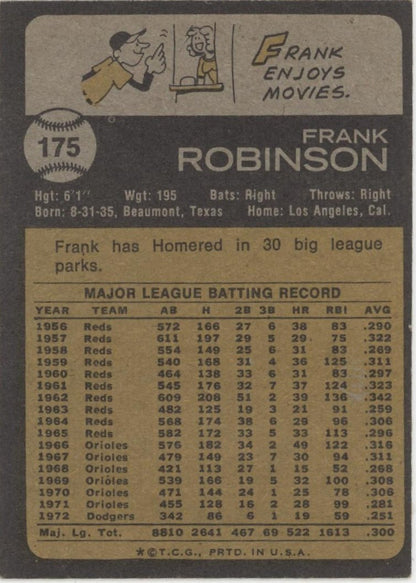 FRANK
ENJOYS
MOVIES.
175
FRANK
ROBINSON
Hgt: 6'1" Wgt: 195 Bats: Right Throws: Right
Born: 8-31-35, Beaumont, Texas Home: Los Angeles, Cal.
Frank has Homered in 30 big league
parks.
MAJOR LEAGUE BATTING RECORD
YEAR TEAM AB H 2B 3B HR RBI AVG
1956 Reds 572 166 27 6 38 83 .290
1957 Reds 611 197 29 5 29 75 .322
1958 Reds 554 149 25 6 31 83 .269
1959 Reds 540 168 31 4 36 125 .311
1960 Reds 464 138 33 6 31 83 .297
1961 Reds 545 176 32 7 37 124 .323
1962 Reds 609 208 51 2 39 136 .342
1963 Reds 482 125 19 3 21 91 .259
1964 Reds 568 174 38 6 29 96 .306
1965 Reds 582 172 33 5 33 113 .296
1966 Orioles 576 182 34 2 49 122 .316
1967 Orioles 479 149 23 7 30 94 .311
1968 Orioles 421 113 27 1 15 52 .268
1969 Orioles 539 166 19 5 32 100 .308
1970 Orioles 471 144 24 1 25 78 .306
1971 Orioles 455 128 16 2 28 99 .281
1972 Dodgers 342 86 6 1 19 59 .251
Maj. Lg. Tot. 8810 2641 467 69 522 1613 .300
*©T.C.G., PRTD. IN U.S.A.